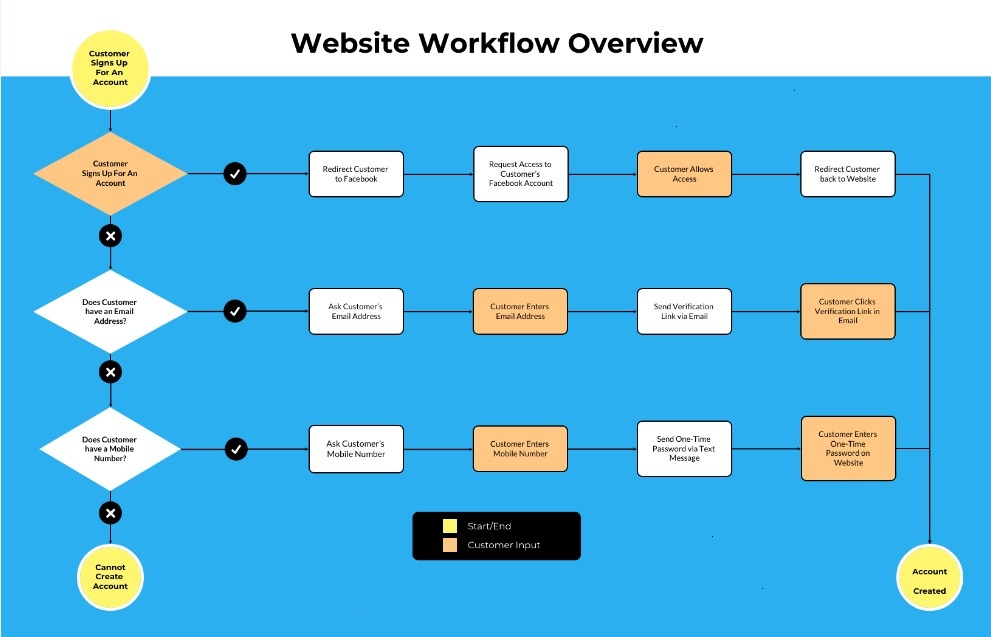 Website Workflow Overview
Customer
Signs Up
For An
Account
Customer
Signs Up For An
Account
Redirect Customer
to Facebook
Request Access to
Customer's
Facebook Account
Customer Allows
Access
Redirect Customer
back to Website
Does Customer
have an Email
Address?
Ask Customer's
Email Address
Customer Enters
Email Address
Send Verification
Link via Email
Customer Clicks
Verification Link in
Email
Does Customer
have a Mobile
Number?
Ask Customer's
Mobile Number
Customer Enters
Mobile Number
Send One-Time
Password via Text
Message
Customer Enters
One-Time
Password on
Website
Start/End
Customer Input
Cannot
Create
Account
Account
Created